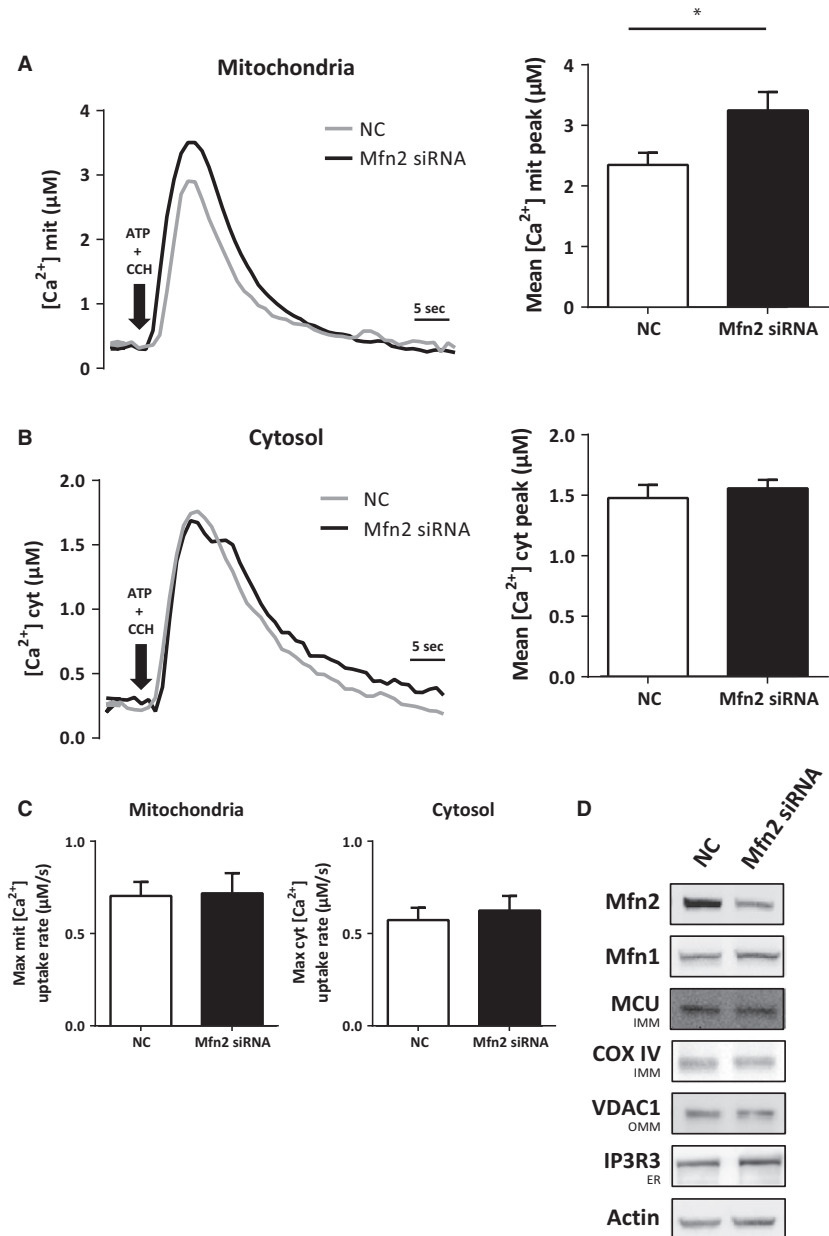 *
A
Mitochondria
[Ca2+] mit (μM)
4
3
2
1
0
NC
Mfn2 siRNA
ATP
+
CCH
5 sec
Mean [Ca2+] mit peak (μM)
4
3
2
1
0
NC Mfn2 siRNA
B
Cytosol
[Ca2+] cyt (μM)
2.0
1.5
1.0
0.5
0.0
NC
Mfn2 siRNA
ATP
+
CCH
5 sec
Mean [Ca2+] cyt peak (μM)
2.0
1.5
1.0
0.5
0.0
NC Mfn2 siRNA
C
Mitochondria
Max mit [Ca2+]
uptake rate (μM/s)
1.0
0.5
0.0
NC Mfn2 siRNA
Cytosol
Max cyt [Ca2+]
uptake rate (μM/s)
1.0
0.5
0.0
NC Mfn2 siRNA
D
NC
Mfn2 siRNA
Mfn2
Mfn1
MCU
IMM
COX IV
IMM
VDAC1
OMM
IP3R3
ER
Actin